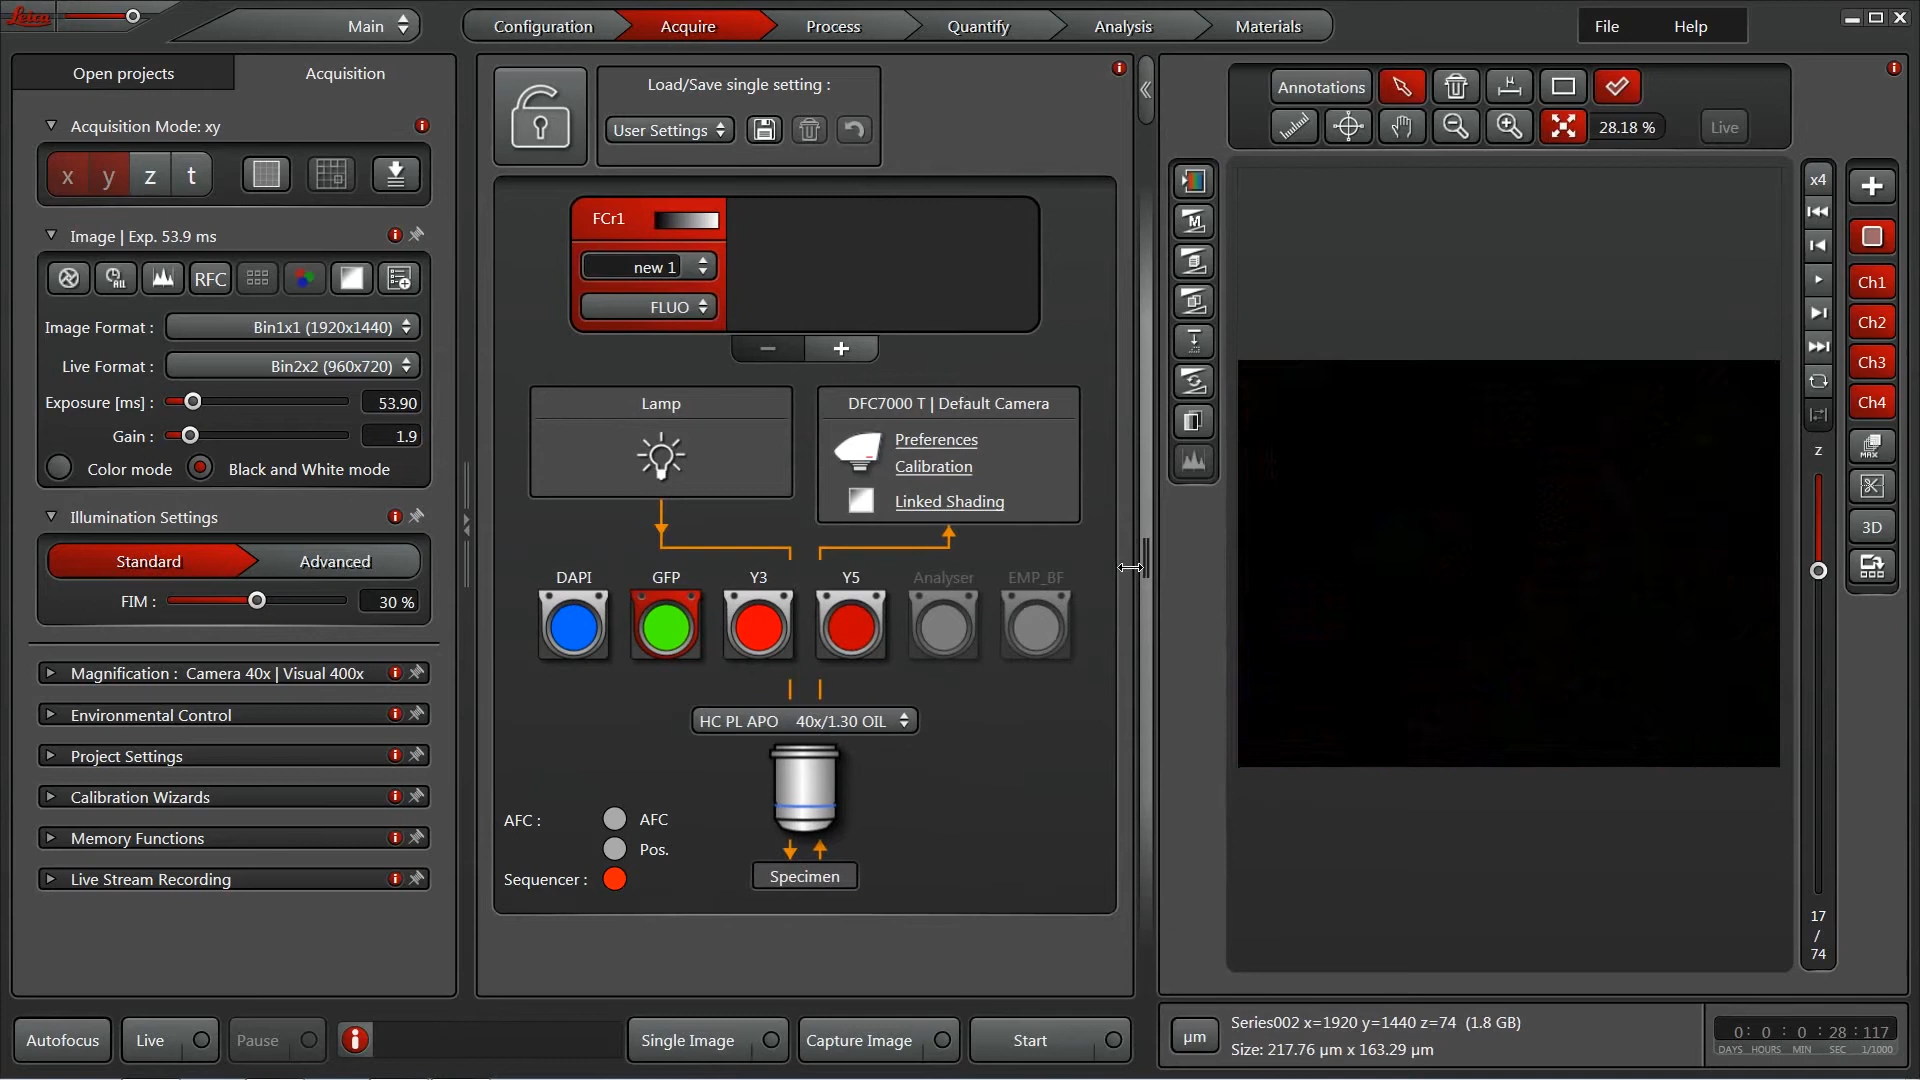 Leica
Main
Configuration
Acquire
Process
Quantify
Analysis
Materials
File
Help
Open projects
Acquisition
Acquisition Mode: xy
x
y
z
t
Image | Exp. 53.9 ms
ALL
RFC
Image Format :
Bin1x1 (1920x1440)
Live Format :
Bin2x2 (960x720)
Exposure [ms] :
53.90
Gain :
1.9
Color mode
Black and White mode
Illumination Settings
Standard
Advanced
FIM :
30 %
Magnification : Camera 40x | Visual 400x
Environmental Control
Project Settings
Calibration Wizards
Memory Functions
Live Stream Recording
Load/Save single setting :
User Settings
FCr1
new 1
FLUO
− +
Lamp
DFC7000 T | Default Camera
Preferences
Calibration
Linked Shading
DAPI
GFP
Y3
Y5
Analyser
EMP_BF
HC PL APO 40x/1.30 OIL
AFC :
AFC
Pos.
Sequencer :
Specimen
Annotations
28.18 %
Live
M
x4
z
17
/
74
Ch1
Ch2
Ch3
Ch4
MAX
3D
Autofocus
Live
Pause
Single Image
Capture Image
Start
µm
Series002 x=1920 y=1440 z=74 (1.8 GB)
Size: 217.76 µm x 163.29 µm
0: 0: 0: 28: 117
DAYS HOURS MIN SEC 1/1000